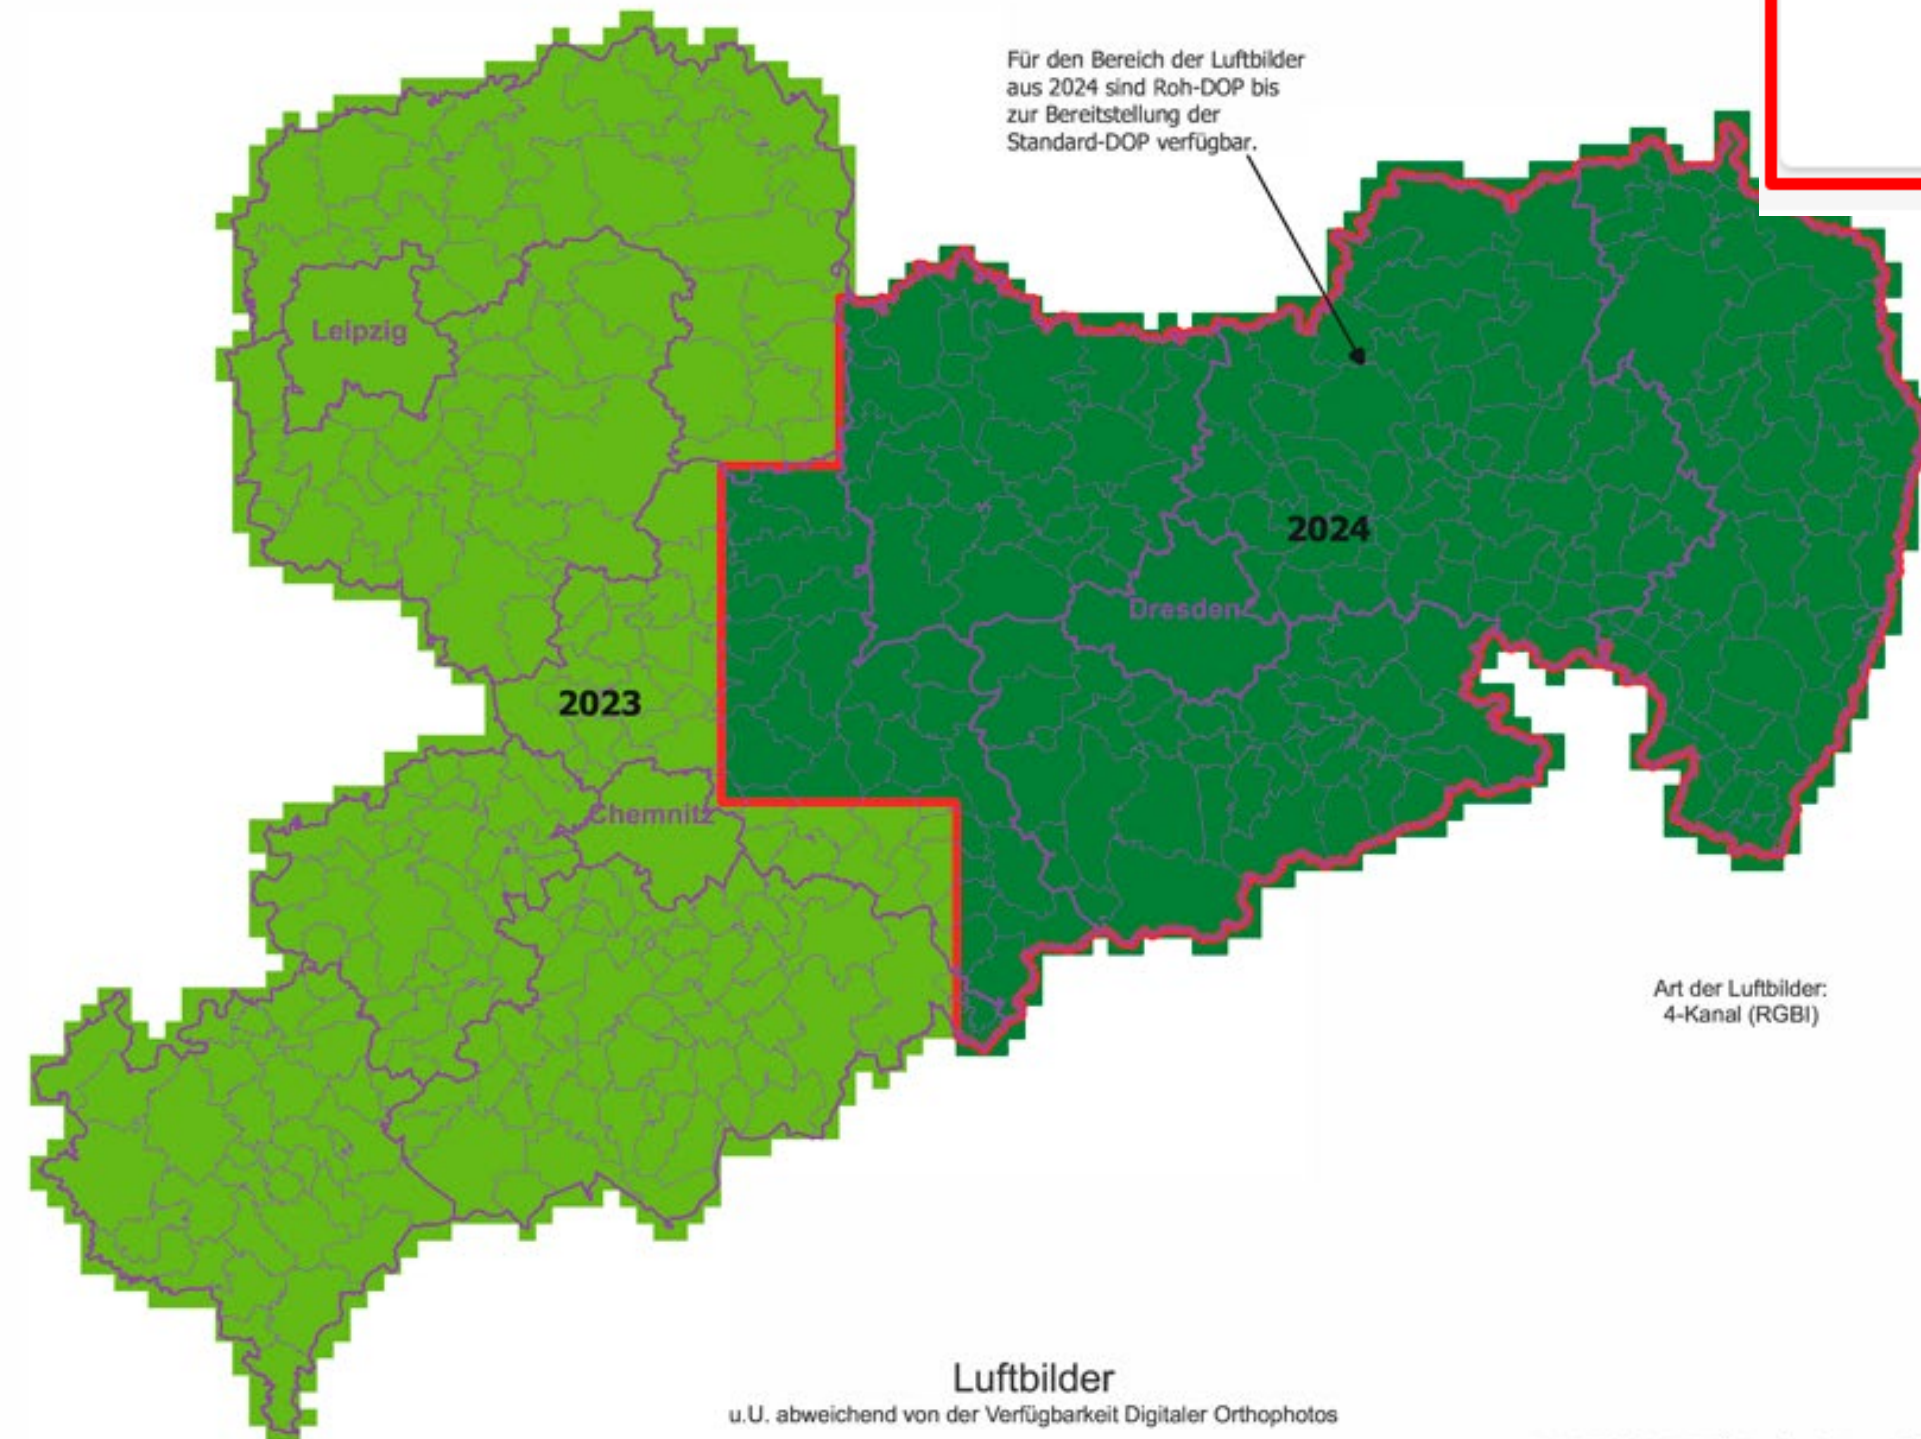 Für den Bereich der Luftbilder
aus 2024 sind Roh-DOP bis
zur Bereitstellung der
Standard-DOP verfügbar.
Leipzig
2024
Dresden
2023
Chemnitz
Art der Luftbilder:
4-Kanal (RGBI)
Luftbilder
u.U. abweichend von der Verfügbarkeit Digitaler Orthophotos